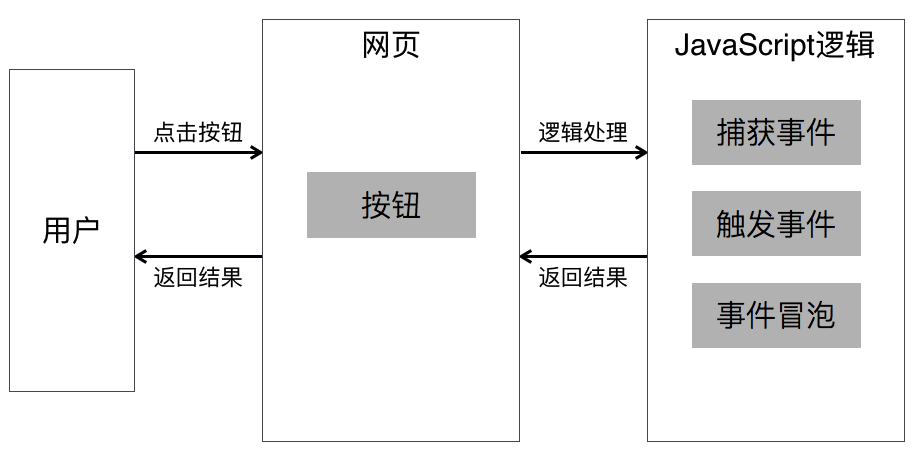 用户
点击按钮
返回结果
网页
按钮
逻辑处理
返回结果
JavaScript逻辑
捕获事件
触发事件
事件冒泡